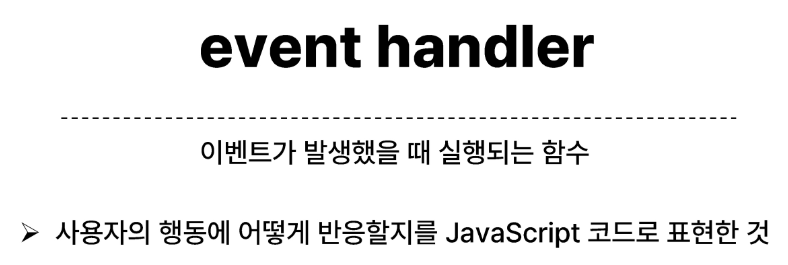 event handler
이벤트가 발생했을 때 실행되는 함수
➢ 사용자의 행동에 어떻게 반응할지를 JavaScript 코드로 표현한 것